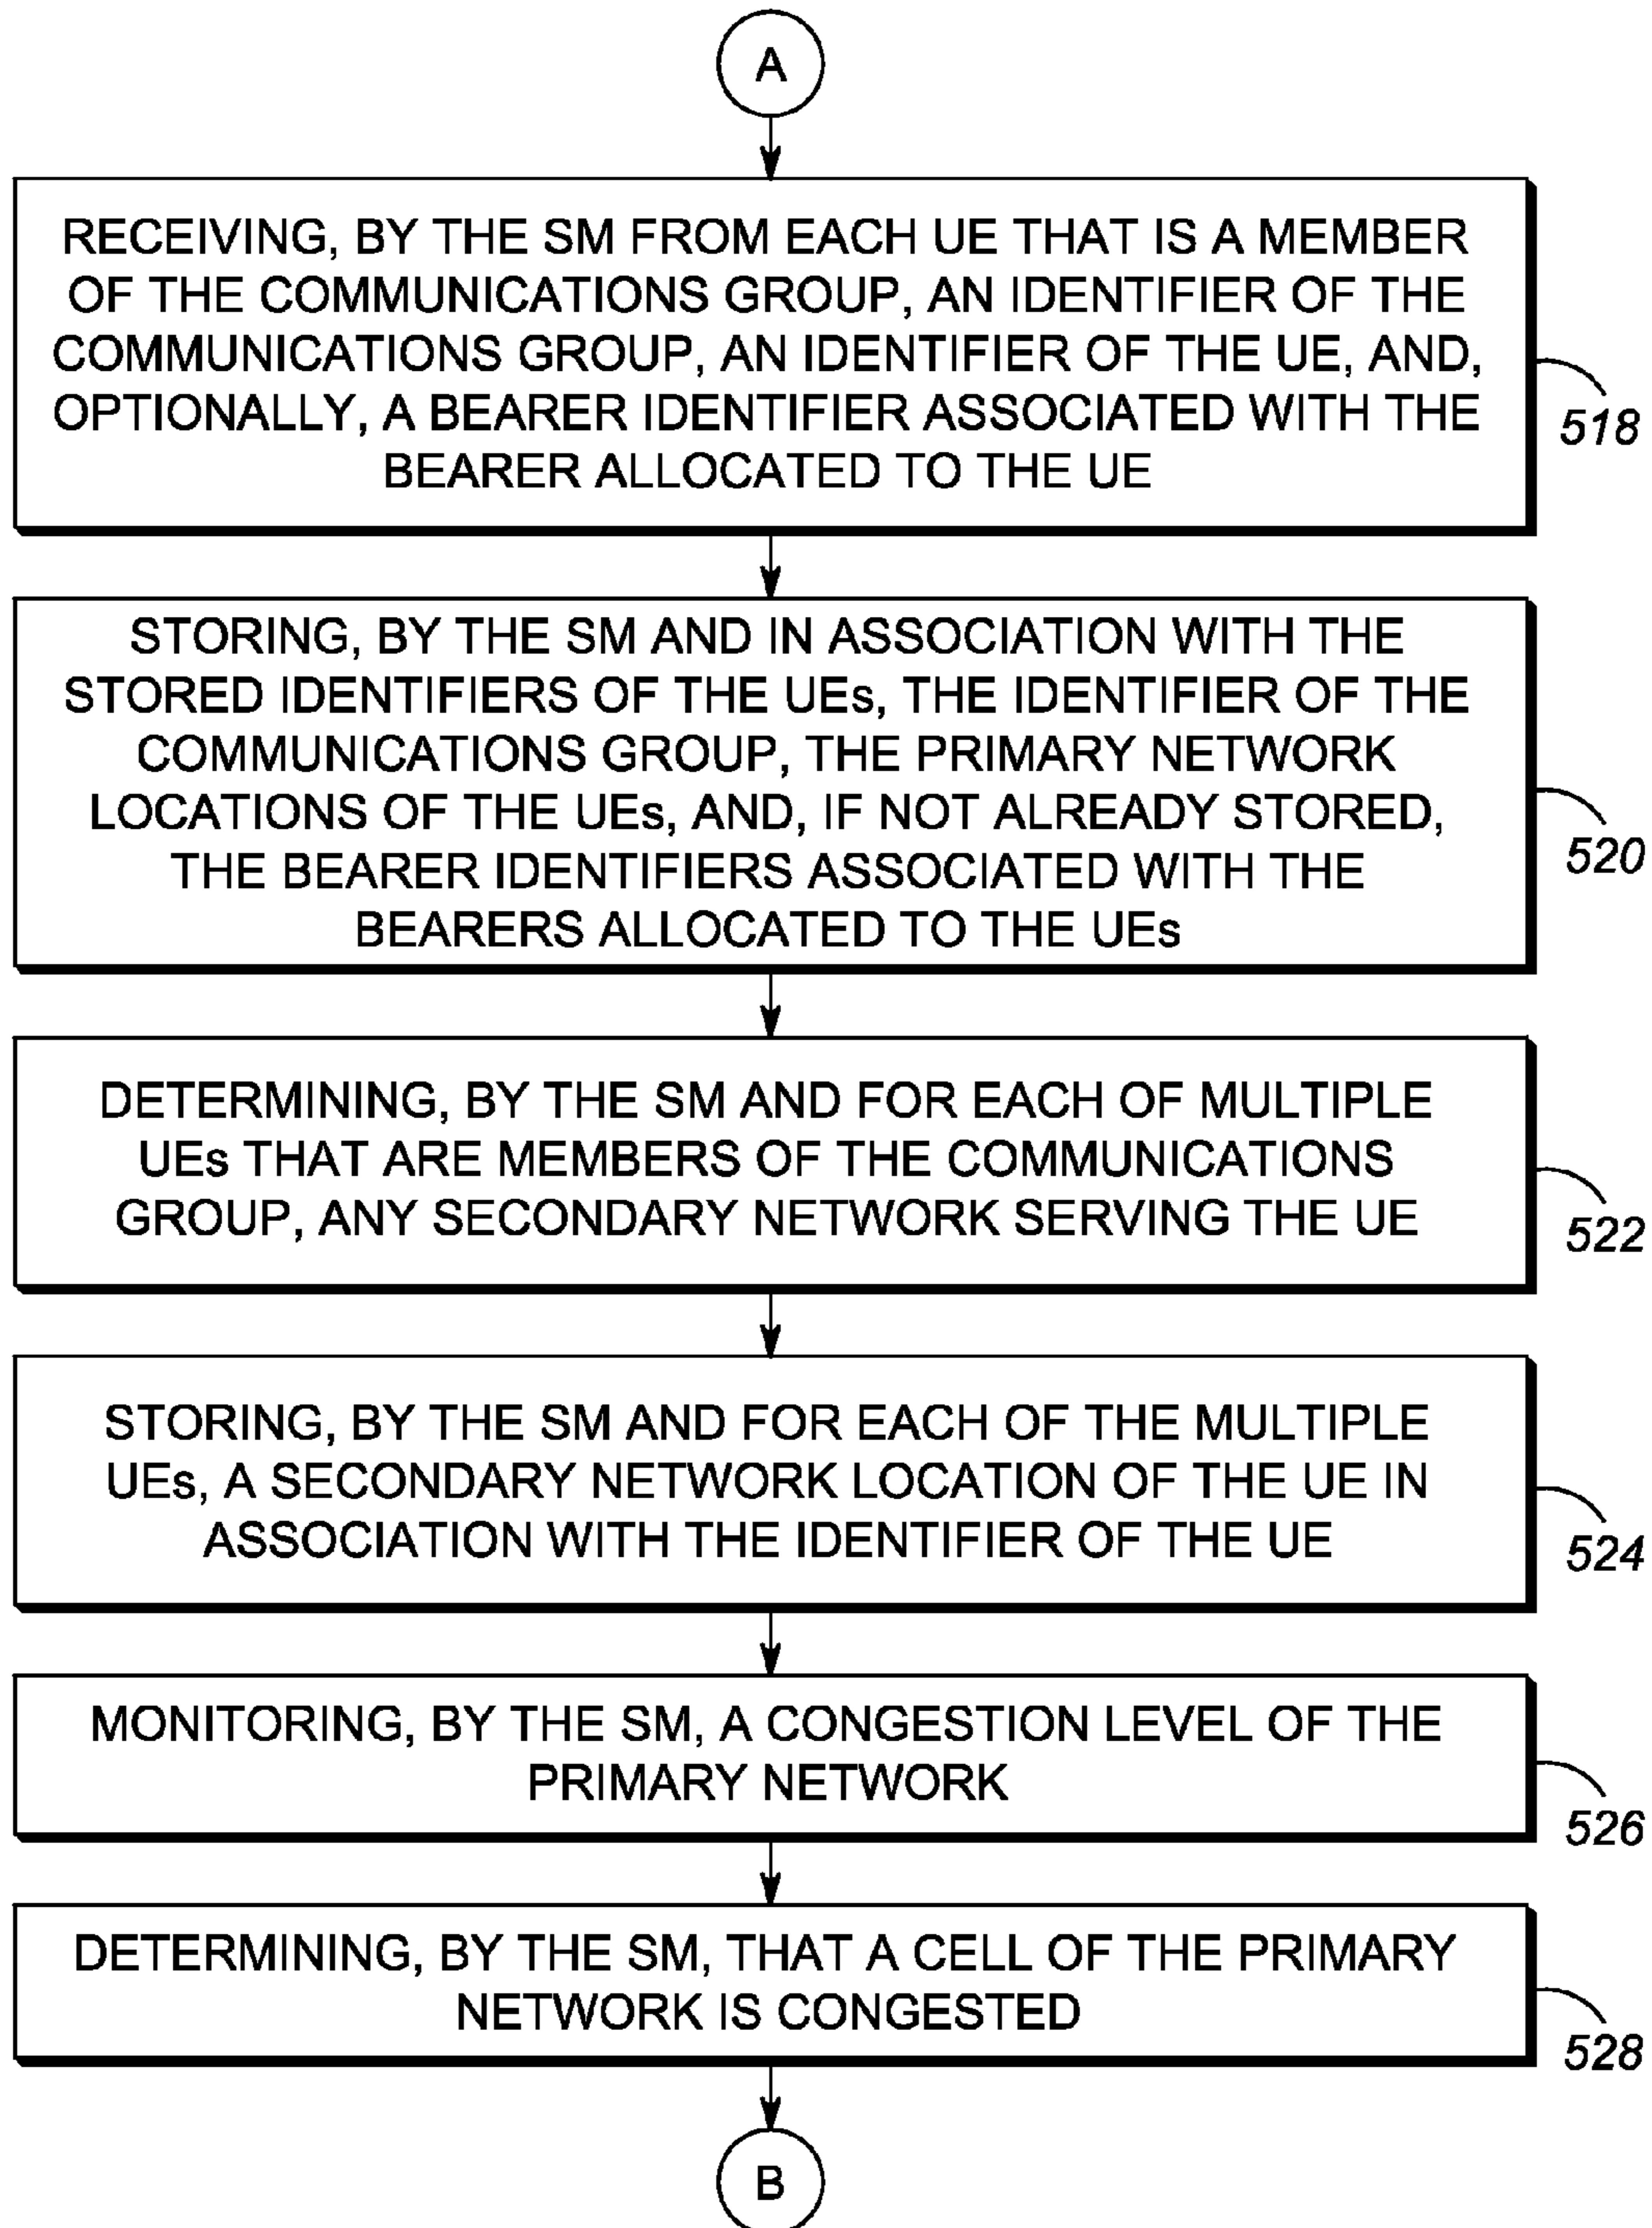 A
RECEIVING, BY THE SM FROM EACH UE THAT IS A MEMBER
OF THE COMMUNICATIONS GROUP, AN IDENTIFIER OF THE
COMMUNICATIONS GROUP, AN IDENTIFIER OF THE UE, AND,
OPTIONALLY, A BEARER IDENTIFIER ASSOCIATED WITH THE
BEARER ALLOCATED TO THE UE
518
STORING, BY THE SM AND IN ASSOCIATION WITH THE
STORED IDENTIFIERS OF THE UEs, THE IDENTIFIER OF THE
COMMUNICATIONS GROUP, THE PRIMARY NETWORK
LOCATIONS OF THE UEs, AND, IF NOT ALREADY STORED,
THE BEARER IDENTIFIERS ASSOCIATED WITH THE
BEARERS ALLOCATED TO THE UEs
520
DETERMINING, BY THE SM AND FOR EACH OF MULTIPLE
UEs THAT ARE MEMBERS OF THE COMMUNICATIONS
GROUP, ANY SECONDARY NETWORK SERVING THE UE
522
STORING, BY THE SM AND FOR EACH OF THE MULTIPLE
UEs, A SECONDARY NETWORK LOCATION OF THE UE IN
ASSOCIATION WITH THE IDENTIFIER OF THE UE
524
MONITORING, BY THE SM, A CONGESTION LEVEL OF THE
PRIMARY NETWORK
526
DETERMINING, BY THE SM, THAT A CELL OF THE PRIMARY
NETWORK IS CONGESTED
528
B